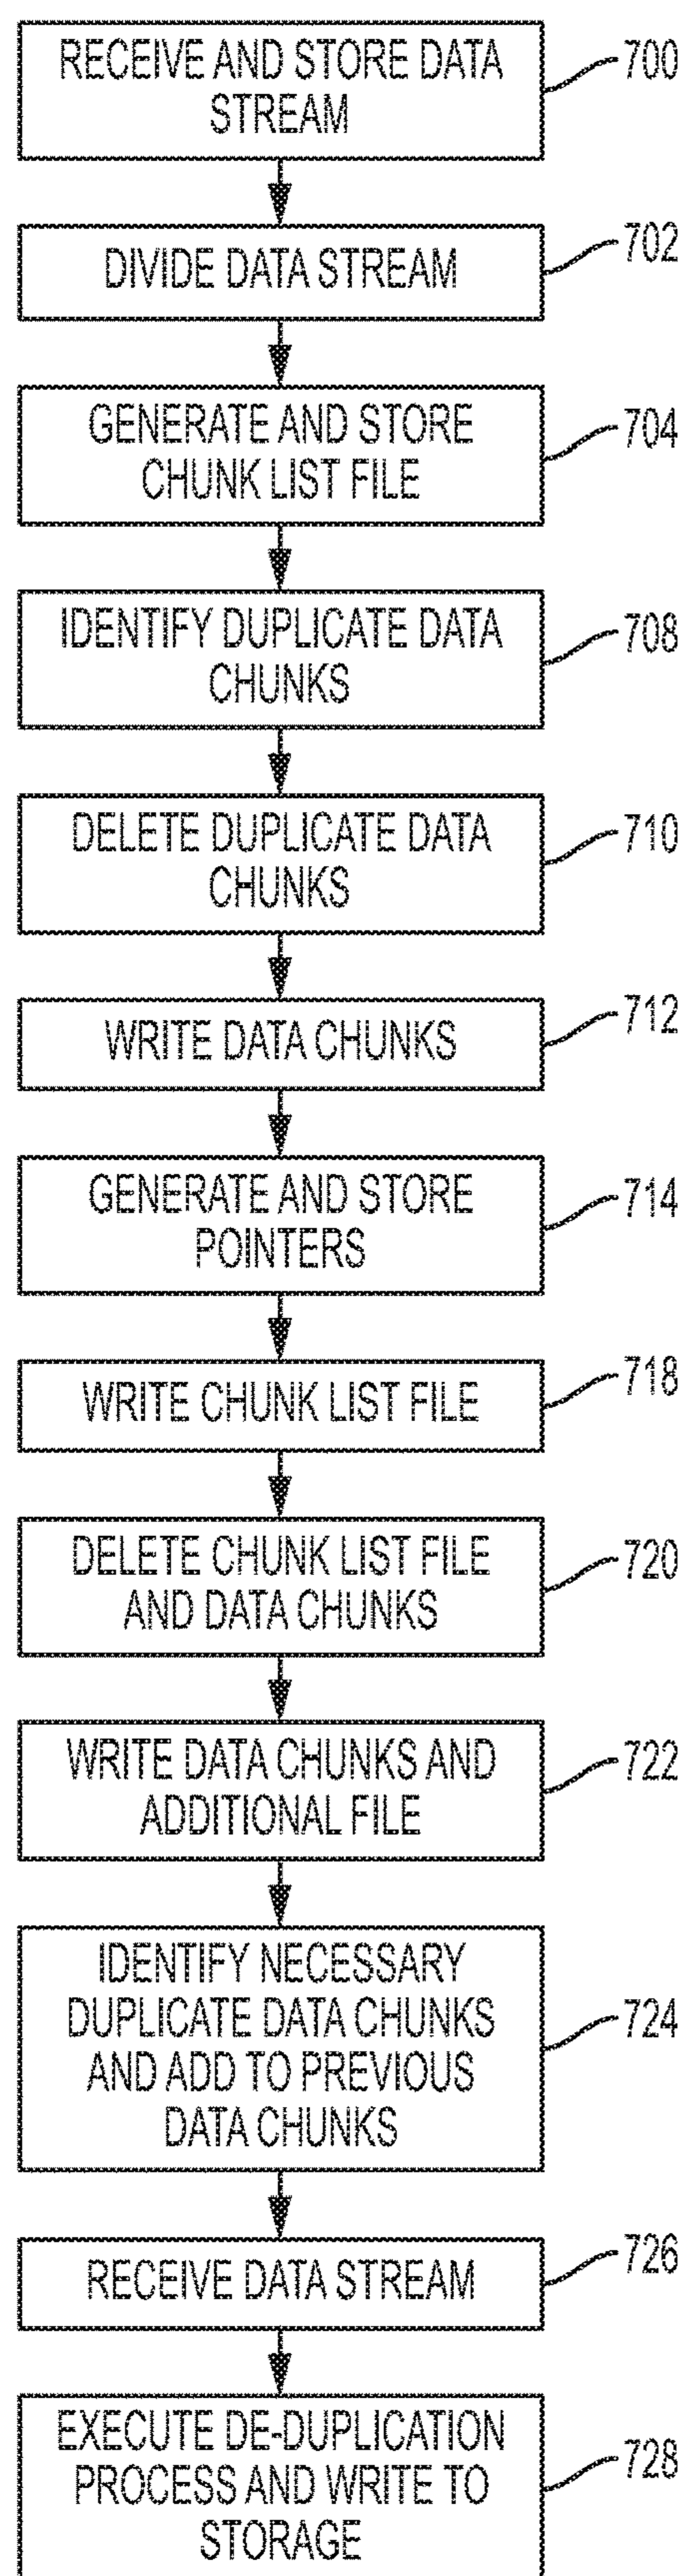 RECEIVE AND STORE DATA
STREAM
700
DIVIDE DATA STREAM
702
GENERATE AND STORE
CHUNK LIST FILE
704
IDENTIFY DUPLICATE DATA
CHUNKS
708
DELETE DUPLICATE DATA
CHUNKS
710
WRITE DATA CHUNKS
712
GENERATE AND STORE
POINTERS
714
WRITE CHUNK LIST FILE
718
DELETE CHUNK LIST FILE
AND DATA CHUNKS
720
WRITE DATA CHUNKS AND
ADDITIONAL FILE
722
IDENTIFY NECESSARY
DUPLICATE DATA CHUNKS
AND ADD TO PREVIOUS
DATA CHUNKS
724
RECEIVE DATA STREAM
726
EXECUTE DE-DUPLICATION
PROCESS AND WRITE TO
STORAGE
728